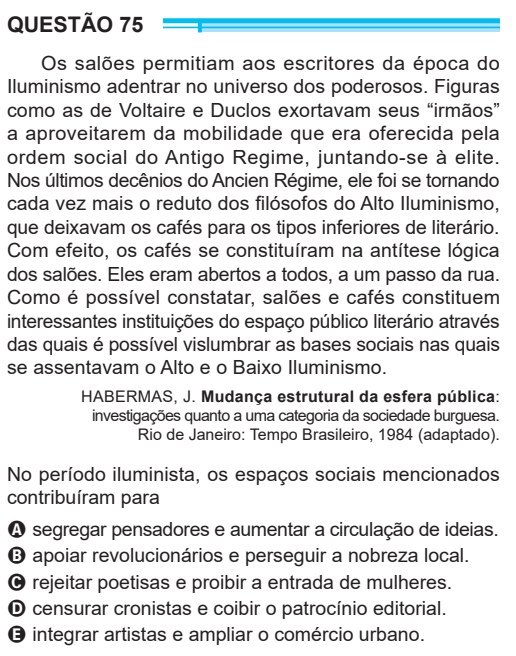 QUESTÃO 75
Os salões permitiam aos escritores da época do
Iluminismo adentrar no universo dos poderosos. Figuras
como as de Voltaire e Duclos exortavam seus “irmãos”
a aproveitarem da mobilidade que era oferecida pela
ordem social do Antigo Regime, juntando-se à elite.
Nos últimos decênios do Ancien Régime, ele foi se tornando
cada vez mais o reduto dos filósofos do Alto Iluminismo,
que deixavam os cafés para os tipos inferiores de literário.
Com efeito, os cafés se constituíram na antítese lógica
dos salões. Eles eram abertos a todos, a um passo da rua.
Como é possível constatar, salões e cafés constituem
interessantes instituições do espaço público literário através
das quais é possível vislumbrar as bases sociais nas quais
se assentavam o Alto e o Baixo Iluminismo.
HABERMAS, J. Mudança estrutural da esfera pública:
investigações quanto a uma categoria da sociedade burguesa.
Rio de Janeiro: Tempo Brasileiro, 1984 (adaptado).
No período iluminista, os espaços sociais mencionados
contribuíram para
A segregar pensadores e aumentar a circulação de ideias.
B apoiar revolucionários e perseguir a nobreza local.
C rejeitar poetisas e proibir a entrada de mulheres.
D censurar cronistas e coibir o patrocínio editorial.
E integrar artistas e ampliar o comércio urbano.